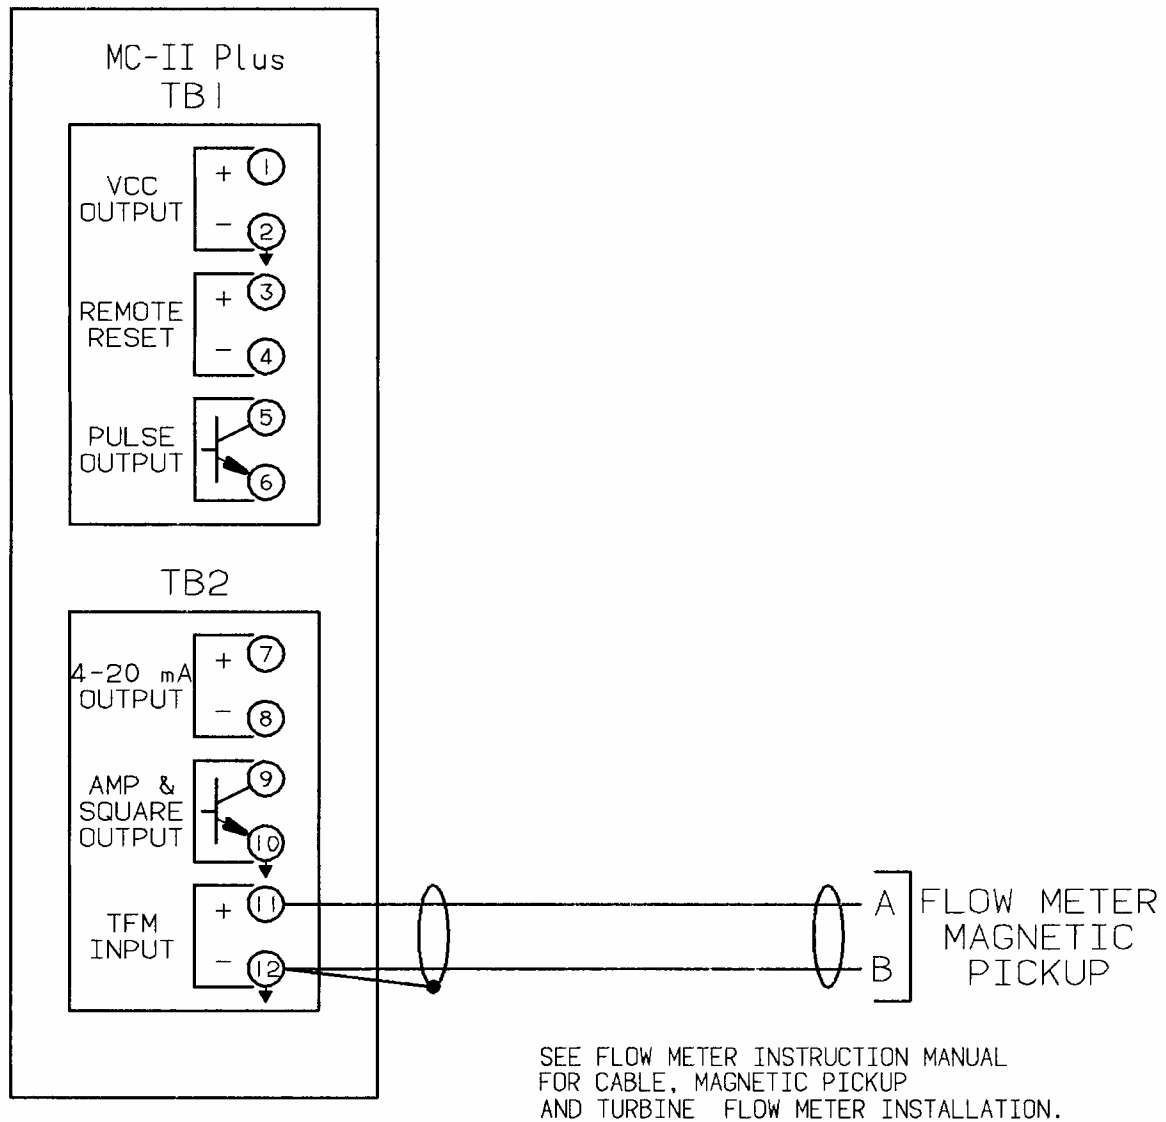 MC-II Plus
TB1
VCC
OUTPUT
+ 1
- 2
REMOTE
RESET
+ 3
- 4
PULSE
OUTPUT
5
6
TB2
4-20 mA
OUTPUT
+ 7
- 8
AMP &
SQUARE
OUTPUT
9
10
TFM
INPUT
+ 11
- 12
A
B
FLOW METER
MAGNETIC
PICKUP
SEE FLOW METER INSTRUCTION MANUAL
FOR CABLE, MAGNETIC PICKUP
AND TURBINE FLOW METER INSTALLATION.